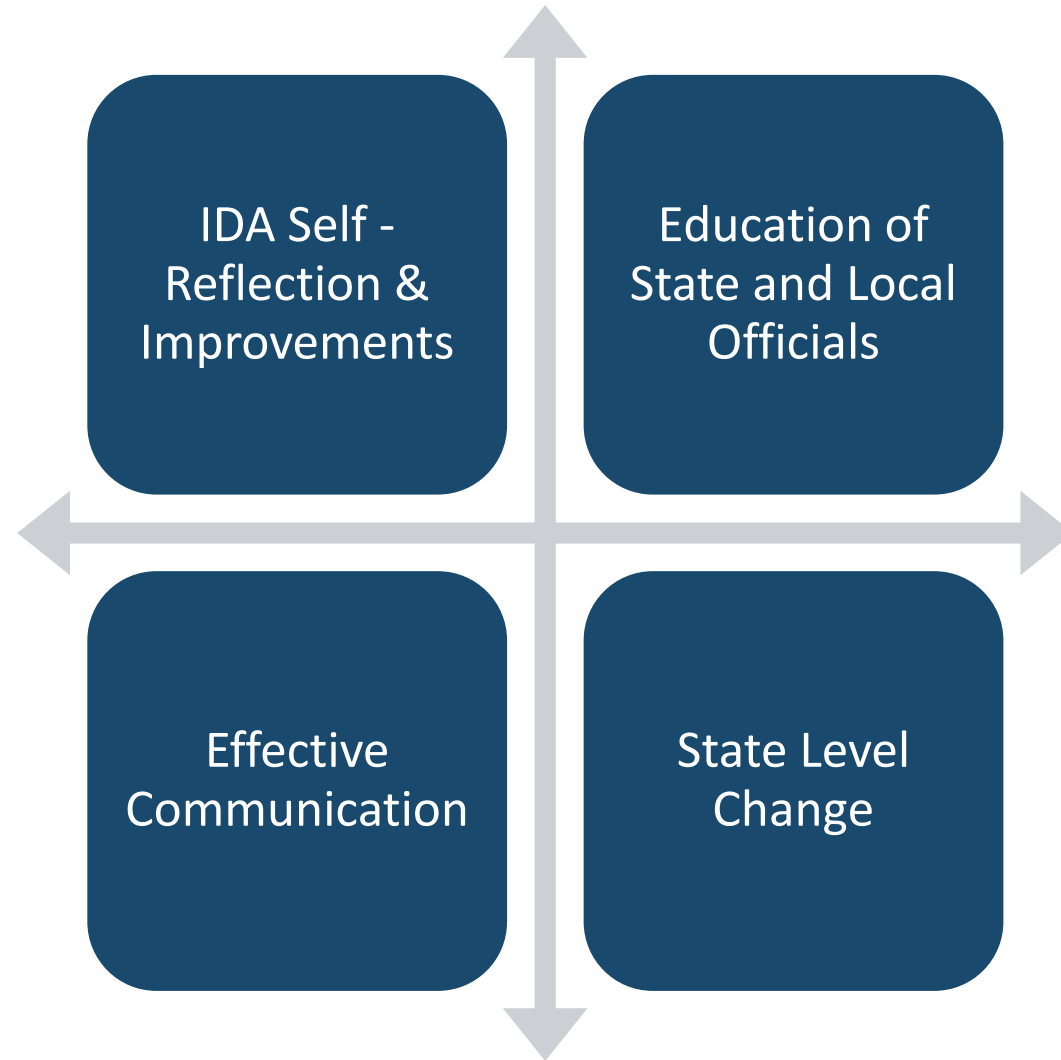 IDA Self -
Reflection &
Improvements
Education of
State and Local
Officials
Effective
Communication
State Level
Change